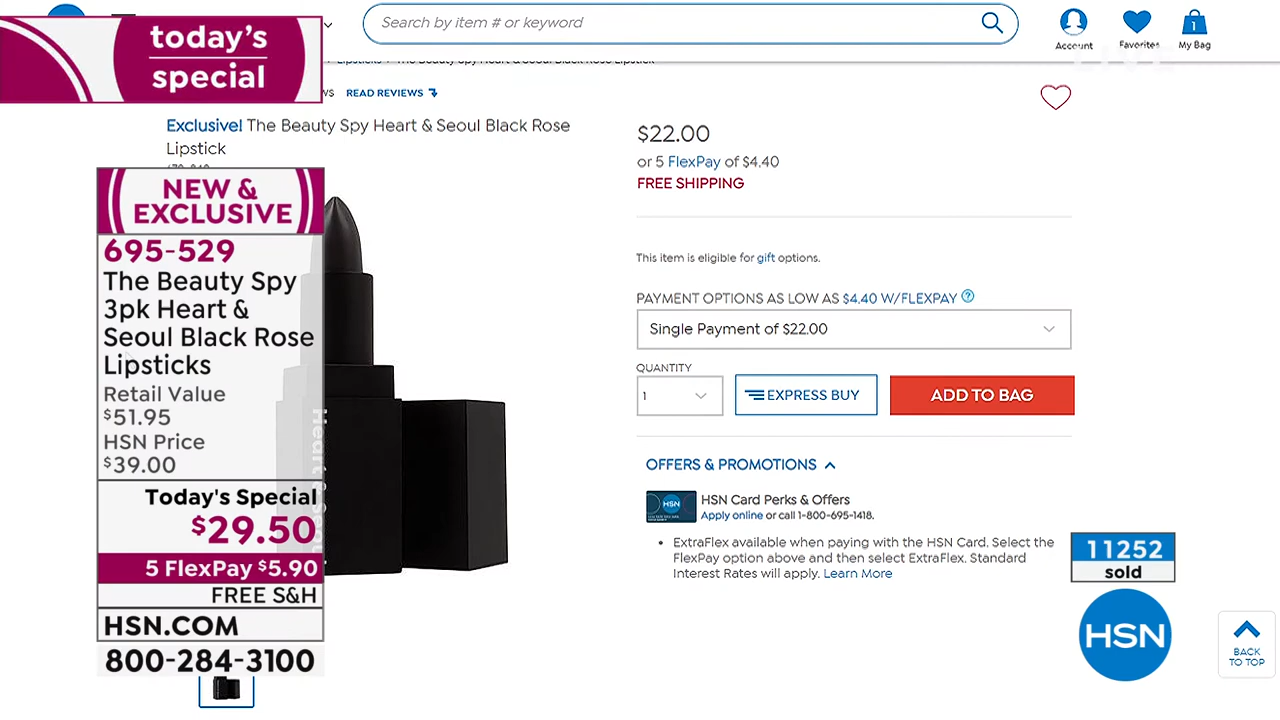 today's
special
Search by item # or keyword
Account
Favorites
My Bag
1
READ REVIEWS
Exclusive! The Beauty Spy Heart & Seoul Black Rose
Lipstick
$22.00
or 5 FlexPay of $4.40
FREE SHIPPING
This item is eligible for gift options.
PAYMENT OPTIONS AS LOW AS $4.40 W/FLEXPAY ?
Single Payment of $22.00
QUANTITY
1
EXPRESS BUY
ADD TO BAG
OFFERS & PROMOTIONS
HSN
HSN Card Perks & Offers
Apply online or call 1-800-695-1418.
• ExtraFlex available when paying with the HSN Card. Select the
FlexPay option above and then select ExtraFlex. Standard
Interest Rates will apply. Learn More
NEW &
EXCLUSIVE
695-529
The Beauty Spy
3pk Heart &
Seoul Black Rose
Lipsticks
Retail Value
$51.95
HSN Price
$39.00
Today's Special
$29.50
5 FlexPay $5.90
FREE S&H
HSN.COM
800-284-3100
11252
sold
HSN
BACK
TO TOP